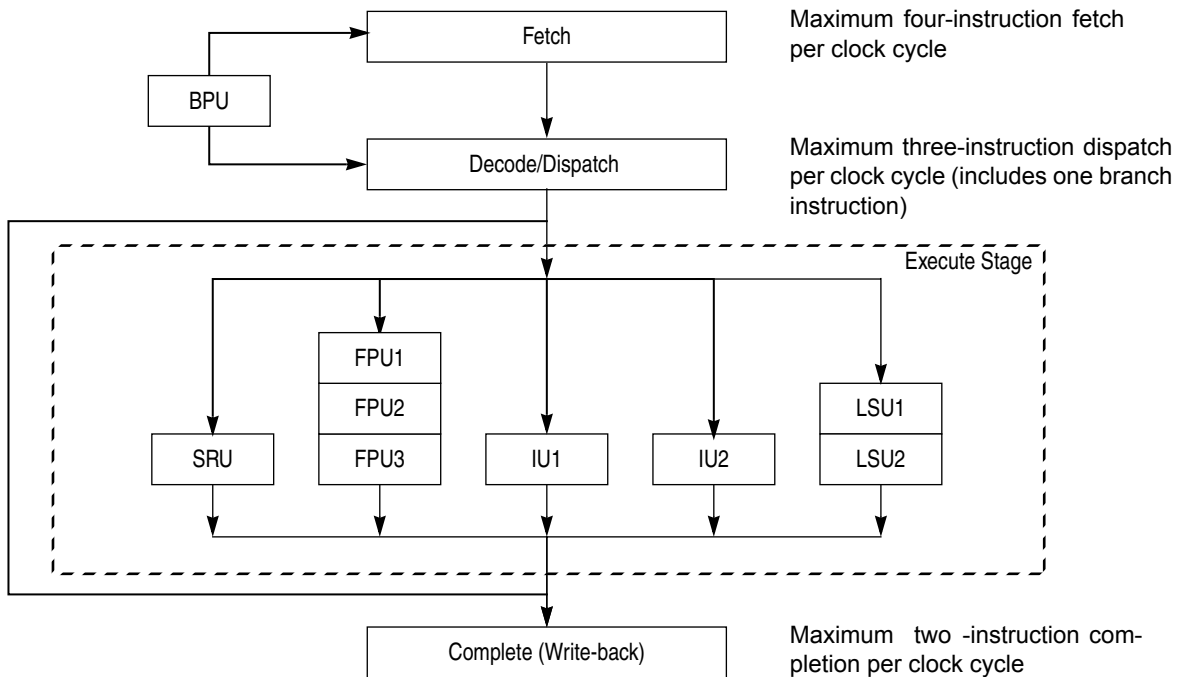 Fetch
Maximum four-instruction fetch
per clock cycle
BPU
Decode/Dispatch
Maximum three-instruction dispatch
per clock cycle (includes one branch
instruction)
Execute Stage
FPU1
FPU2
LSU1
SRU
FPU3
IU1
IU2
LSU2
Complete (Write-back)
Maximum two -instruction com-
pletion per clock cycle